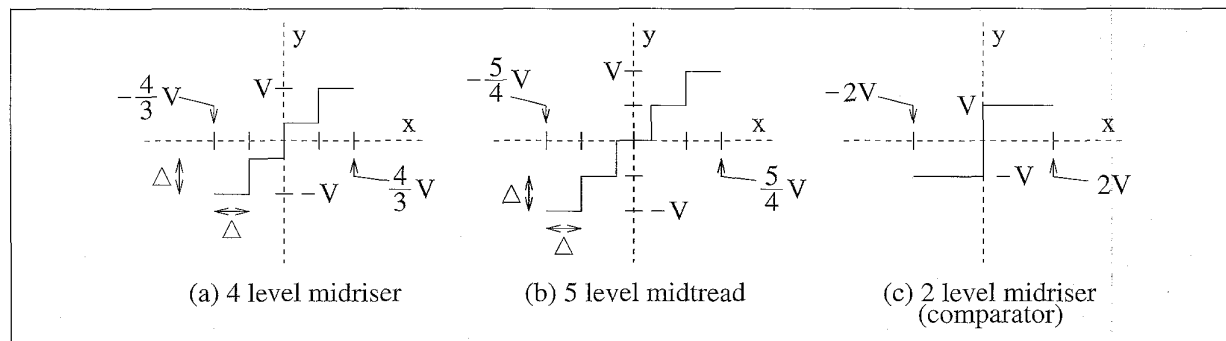 y
-4/3 V
V
x
Δ
-V
4/3 V
Δ
(a) 4 level midriser
y
-5/4 V
V
x
Δ
-V
5/4 V
Δ
(b) 5 level midtread
y
-2V
V
x
-V
2V
(c) 2 level midriser
(comparator)